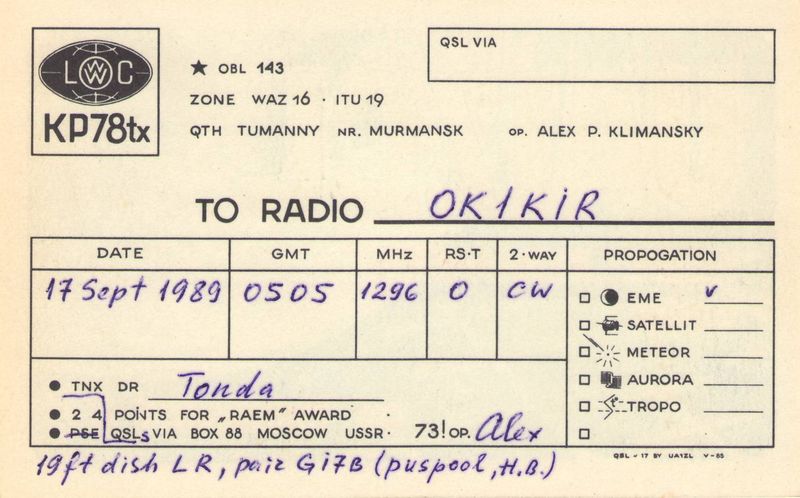 QSL VIA
L W W C
KP78tx
★ OBL 143
ZONE WAZ 16 · ITU 19
QTH TUMANNY NR. MURMANSK OP. ALEX P. KLIMANSKY
TO RADIO OK1KIR
DATE GMT MHz RS·T 2·WAY PROPOGATION
17 Sept 1989 0505 1296 O CW
EME v
SATELLIT
METEOR
AURORA
TROPO
● TNX DR Tonda
● 2 4 POINTS FOR „RAEM" AWARD
● PSE QSLs VIA BOX 88 MOSCOW USSR· 73! OP. Alex
QSL - 17 BY UA1ZL V-85
19ft dish LR, pair Gi7B (puspool, H.B.)